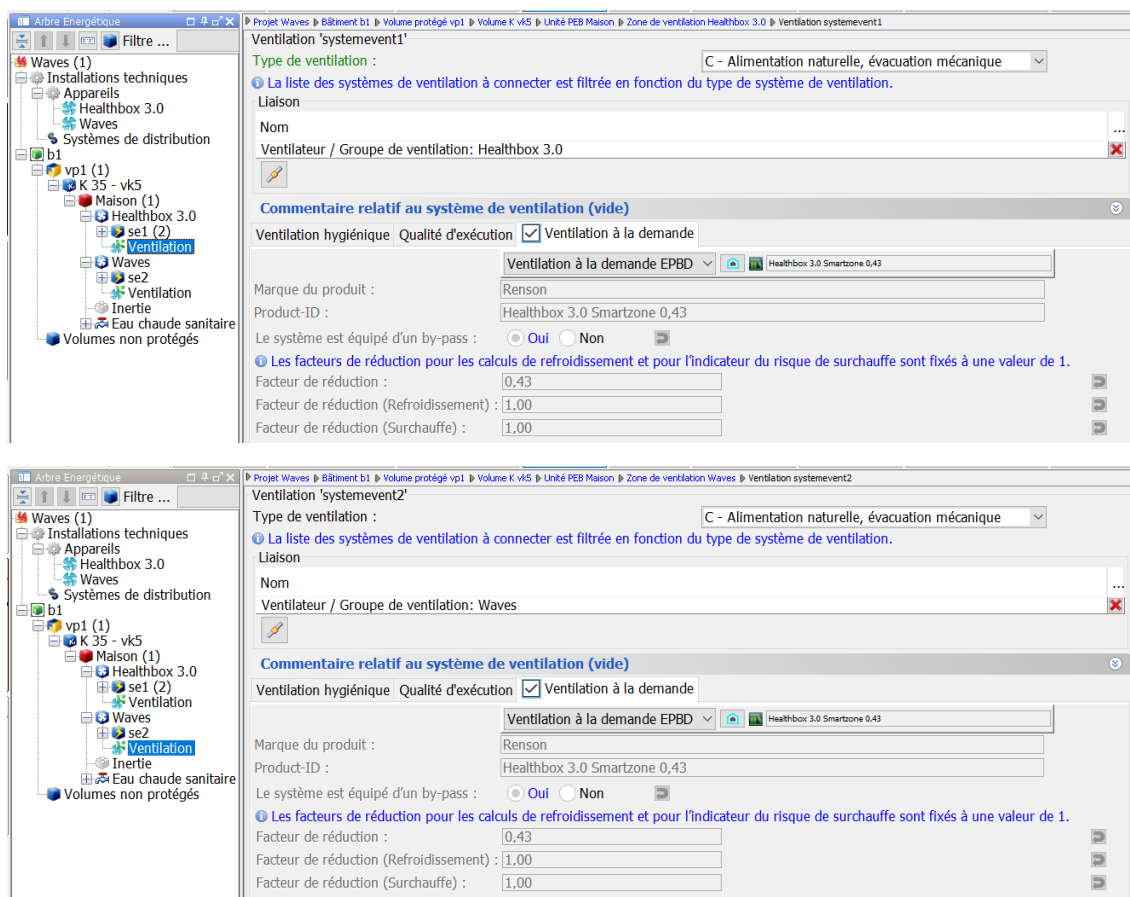 Arbre Energétique
Filtre ...
Waves (1)
Installations techniques
Appareils
Healthbox 3.0
Waves
Systèmes de distribution
b1
vp1 (1)
K 35 - vk5
Maison (1)
Healthbox 3.0
se1 (2)
Ventilation
Waves
se2
Ventilation
Inertie
Eau chaude sanitaire
Volumes non protégés
Projet Waves Bâtiment b1 Volume protégé vp1 Volume K vk5 Unité PEB Maison Zone de ventilation Healthbox 3.0 Ventilation systemevent1
Ventilation 'systemevent1'
Type de ventilation : C - Alimentation naturelle, évacuation mécanique
La liste des systèmes de ventilation à connecter est filtrée en fonction du type de système de ventilation.
Liaison
Nom ...
Ventilateur / Groupe de ventilation: Healthbox 3.0
Commentaire relatif au système de ventilation (vide)
Ventilation hygiénique Qualité d'exécution Ventilation à la demande
Ventilation à la demande EPBD Healthbox 3.0 Smartzone 0,43
Marque du produit : Renson
Product-ID : Healthbox 3.0 Smartzone 0,43
Le système est équipé d'un by-pass : Oui Non
Les facteurs de réduction pour les calculs de refroidissement et pour l'indicateur du risque de surchauffe sont fixés à une valeur de 1.
Facteur de réduction : 0,43
Facteur de réduction (Refroidissement) : 1,00
Facteur de réduction (Surchauffe) : 1,00
Arbre Energétique
Filtre ...
Waves (1)
Installations techniques
Appareils
Healthbox 3.0
Waves
Systèmes de distribution
b1
vp1 (1)
K 35 - vk5
Maison (1)
Healthbox 3.0
se1 (2)
Ventilation
Waves
se2
Ventilation
Inertie
Eau chaude sanitaire
Volumes non protégés
Projet Waves Bâtiment b1 Volume protégé vp1 Volume K vk5 Unité PEB Maison Zone de ventilation Waves Ventilation systemevent2
Ventilation 'systemevent2'
Type de ventilation : C - Alimentation naturelle, évacuation mécanique
La liste des systèmes de ventilation à connecter est filtrée en fonction du type de système de ventilation.
Liaison
Nom ...
Ventilateur / Groupe de ventilation: Waves
Commentaire relatif au système de ventilation (vide)
Ventilation hygiénique Qualité d'exécution Ventilation à la demande
Ventilation à la demande EPBD Healthbox 3.0 Smartzone 0,43
Marque du produit : Renson
Product-ID : Healthbox 3.0 Smartzone 0,43
Le système est équipé d'un by-pass : Oui Non
Les facteurs de réduction pour les calculs de refroidissement et pour l'indicateur du risque de surchauffe sont fixés à une valeur de 1.
Facteur de réduction : 0,43
Facteur de réduction (Refroidissement) : 1,00
Facteur de réduction (Surchauffe) : 1,00